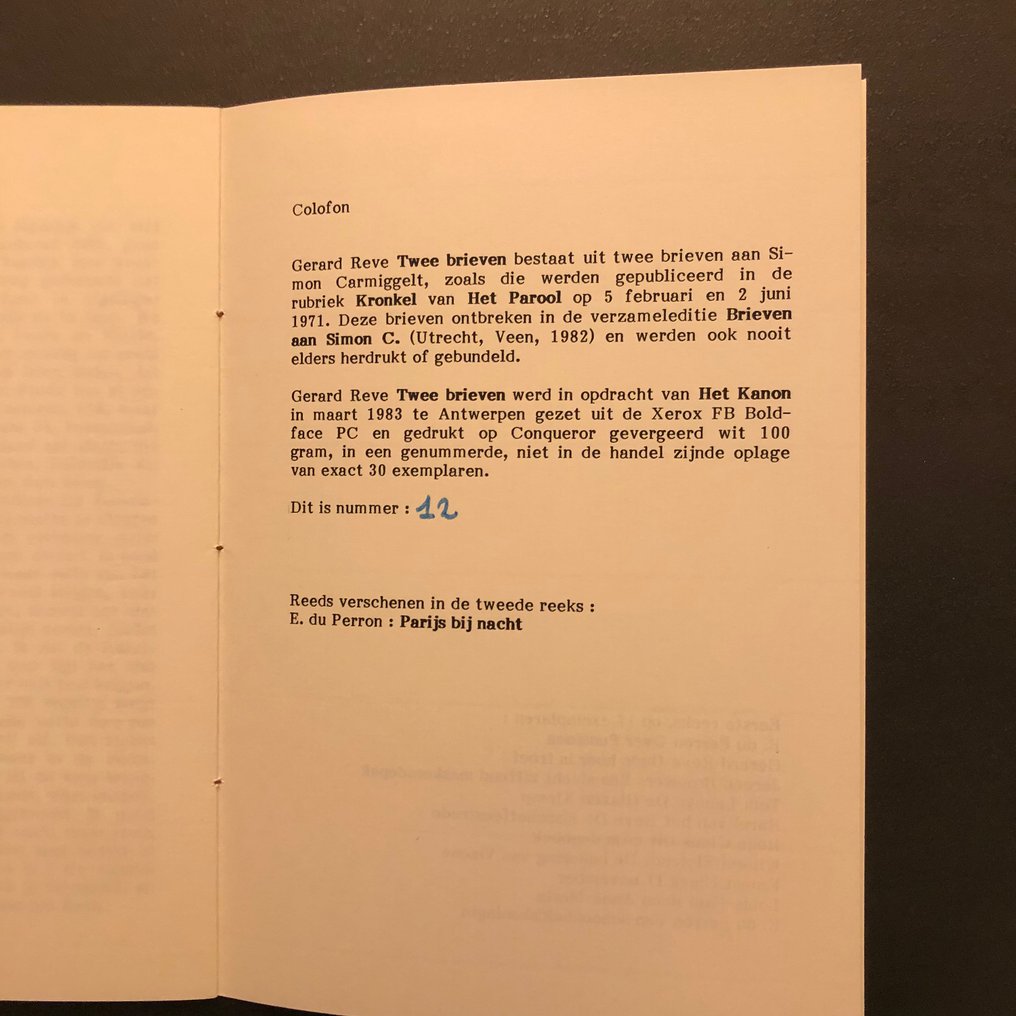 Colofon
Gerard Reve Twee brieven bestaat uit twee brieven aan Si-
mon Carmiggelt, zoals die werden gepubliceerd in de
rubriek Kronkel van Het Parool op 5 februari en 2 juni
1971. Deze brieven ontbreken in de verzameleditie Brieven
aan Simon C. (Utrecht, Veen, 1982) en werden ook nooit
elders herdrukt of gebundeld.
Gerard Reve Twee brieven werd in opdracht van Het Kanon
in maart 1983 te Antwerpen gezet uit de Xerox FB Bold-
face PC en gedrukt op Conqueror gevergeerd wit 100
gram, in een genummerde, niet in de handel zijnde oplage
van exact 30 exemplaren.
Dit is nummer : 12
Reeds verschenen in de tweede reeks :
E. du Perron : Parijs bij nacht